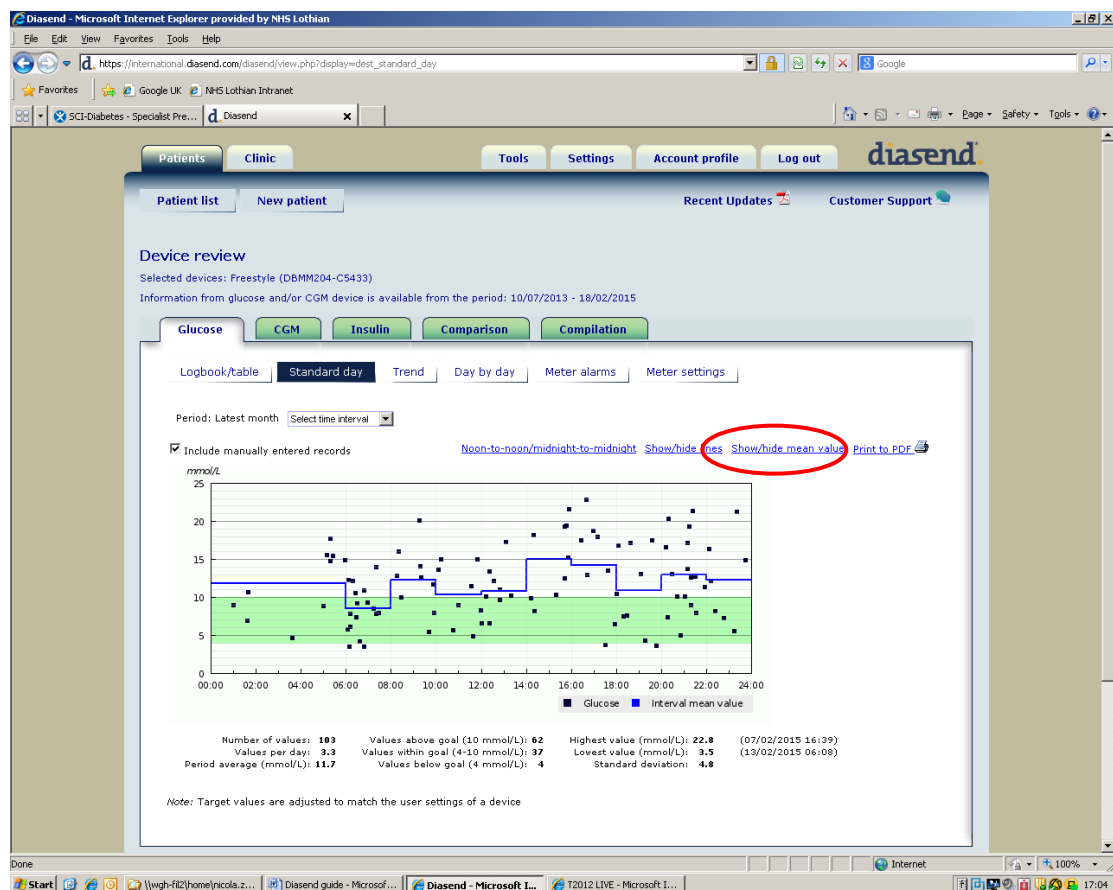 Diasend - Microsoft Internet Explorer provided by NHS Lothian
File Edit View Favorites Tools Help
https://international.diasend.com/diasend/view.php?display=dest_standard_day
Google
Favorites Google UK NHS Lothian Intranet
SCI-Diabetes - Specialist Pre... Diasend Page Safety Tools
Patients Clinic Tools Settings Account profile Log out diasend
Patient list New patient Recent Updates Customer Support
Device review
Selected devices: Freestyle (DBMM204-C5433)
Information from glucose and/or CGM device is available from the period: 10/07/2013 - 18/02/2015
Glucose CGM Insulin Comparison Compilation
Logbook/table Standard day Trend Day by day Meter alarms Meter settings
Period: Latest month Select time interval
Include manually entered records Noon-to-noon/midnight-to-midnight Show/hide lines Show/hide mean value Print to PDF
mmol/L
25
20
15
10
5
0
00:00 02:00 04:00 06:00 08:00 10:00 12:00 14:00 16:00 18:00 20:00 22:00 24:00
Glucose Interval mean value
Number of values: 103 Values above goal (10 mmol/L): 62 Highest value (mmol/L): 22.8 (07/02/2015 16:39)
Values per day: 3.3 Values within goal (4-10 mmol/L): 37 Lowest value (mmol/L): 3.5 (13/02/2015 06:08)
Period average (mmol/L): 11.7 Values below goal (4 mmol/L): 4 Standard deviation: 4.8
Note: Target values are adjusted to match the user settings of a device
Done Internet 100%
Start \\wgh-fil2\home\nicola.z... Diasend guide - Microsof... Diasend - Microsoft I... T2012 LIVE - Microsoft I... 17:04